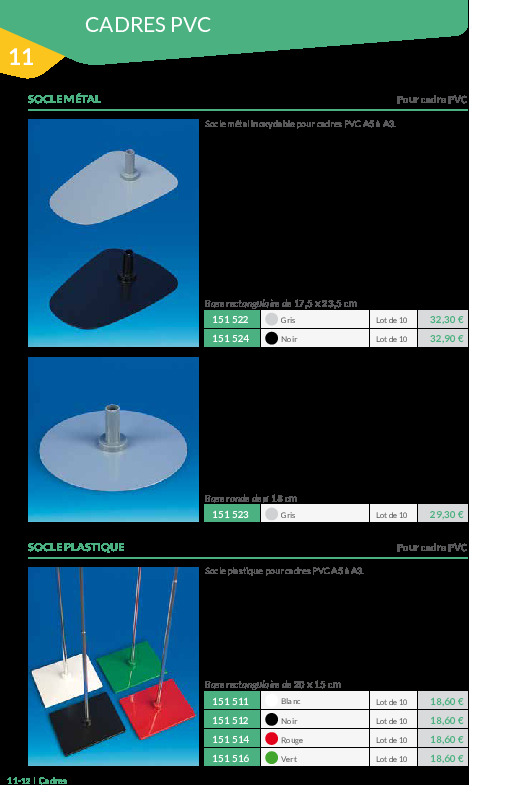 CADRES PVC
11
SOCLE MÉTAL Pour cadre PVC
Socle métal inoxydable pour cadres PVC A5 à A3.
Base rectangulaire de 17,5 x 23,5 cm
151 522 Gris Lot de 10 32,30 €
151 524 Noir Lot de 10 32,90 €
Base ronde de ø 18 cm
151 523 Gris Lot de 10 29,30 €
SOCLE PLASTIQUE Pour cadre PVC
Socle plastique pour cadres PVC A5 à A3.
Base rectangulaire de 20 x 15 cm
151 511 Blanc Lot de 10 18,60 €
151 512 Noir Lot de 10 18,60 €
151 514 Rouge Lot de 10 18,60 €
151 516 Vert Lot de 10 18,60 €
11-12 | Cadres